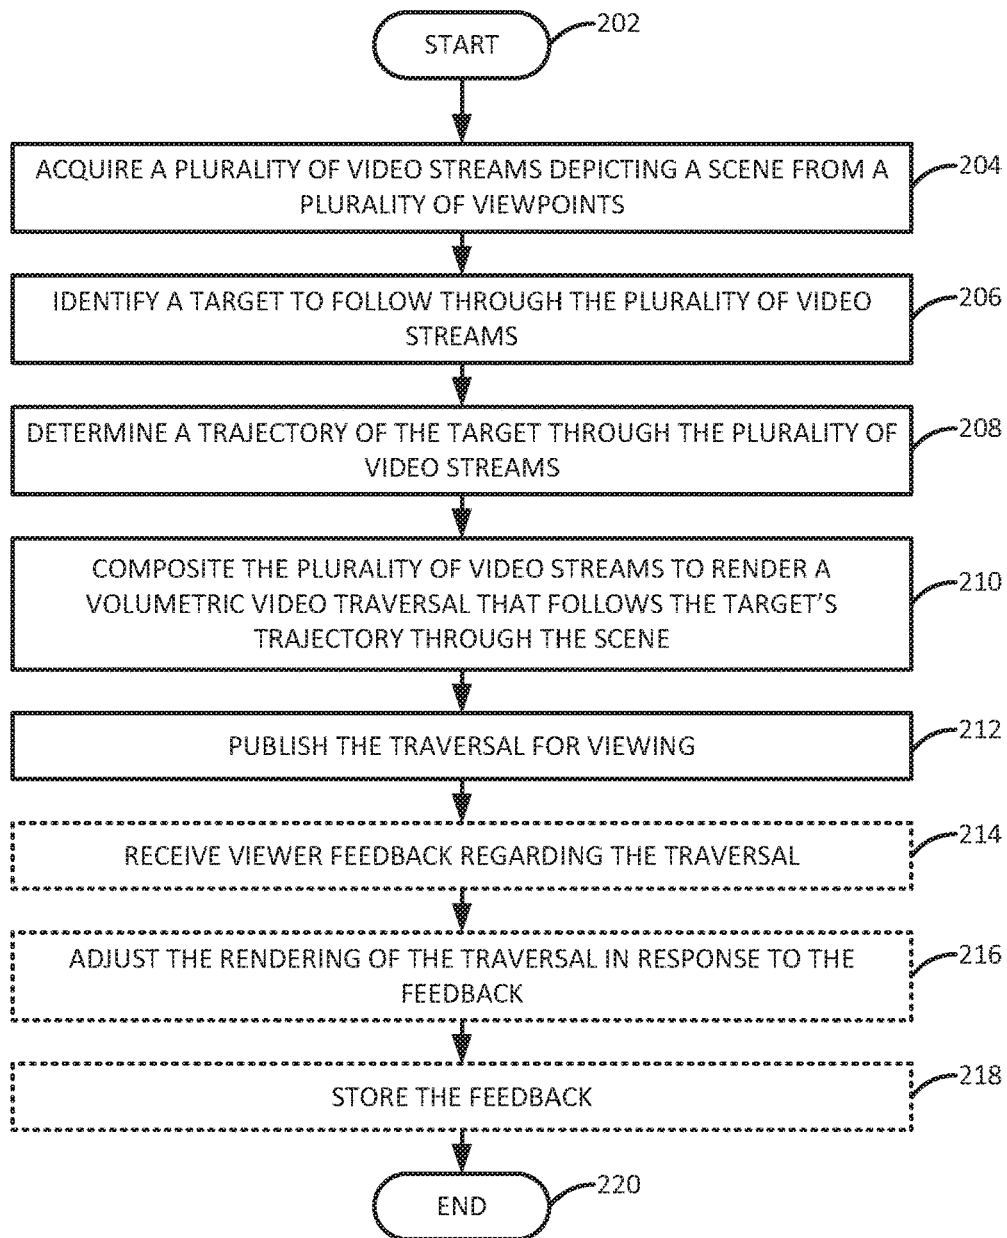 START
202
ACQUIRE A PLURALITY OF VIDEO STREAMS DEPICTING A SCENE FROM A
PLURALITY OF VIEWPOINTS
204
IDENTIFY A TARGET TO FOLLOW THROUGH THE PLURALITY OF VIDEO
STREAMS
206
DETERMINE A TRAJECTORY OF THE TARGET THROUGH THE PLURALITY OF
VIDEO STREAMS
208
COMPOSITE THE PLURALITY OF VIDEO STREAMS TO RENDER A
VOLUMETRIC VIDEO TRAVERSAL THAT FOLLOWS THE TARGET'S
TRAJECTORY THROUGH THE SCENE
210
PUBLISH THE TRAVERSAL FOR VIEWING
212
RECEIVE VIEWER FEEDBACK REGARDING THE TRAVERSAL
214
ADJUST THE RENDERING OF THE TRAVERSAL IN RESPONSE TO THE
FEEDBACK
216
STORE THE FEEDBACK
218
END
220